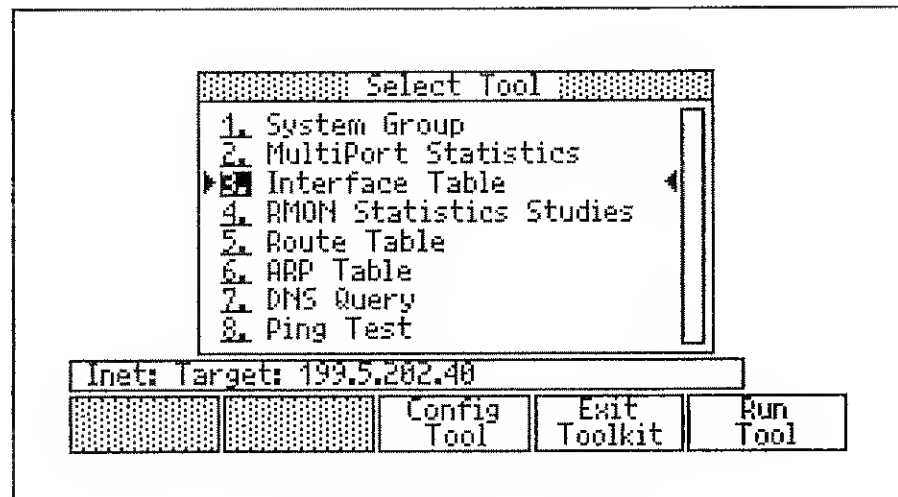 Select Tool
1. System Group
2. MultiPort Statistics
3. Interface Table
4. RMON Statistics Studies
5. Route Table
6. ARP Table
7. DNS Query
8. Ping Test
Inet: Target: 199.5.202.40
Config Tool
Exit Toolkit
Run Tool